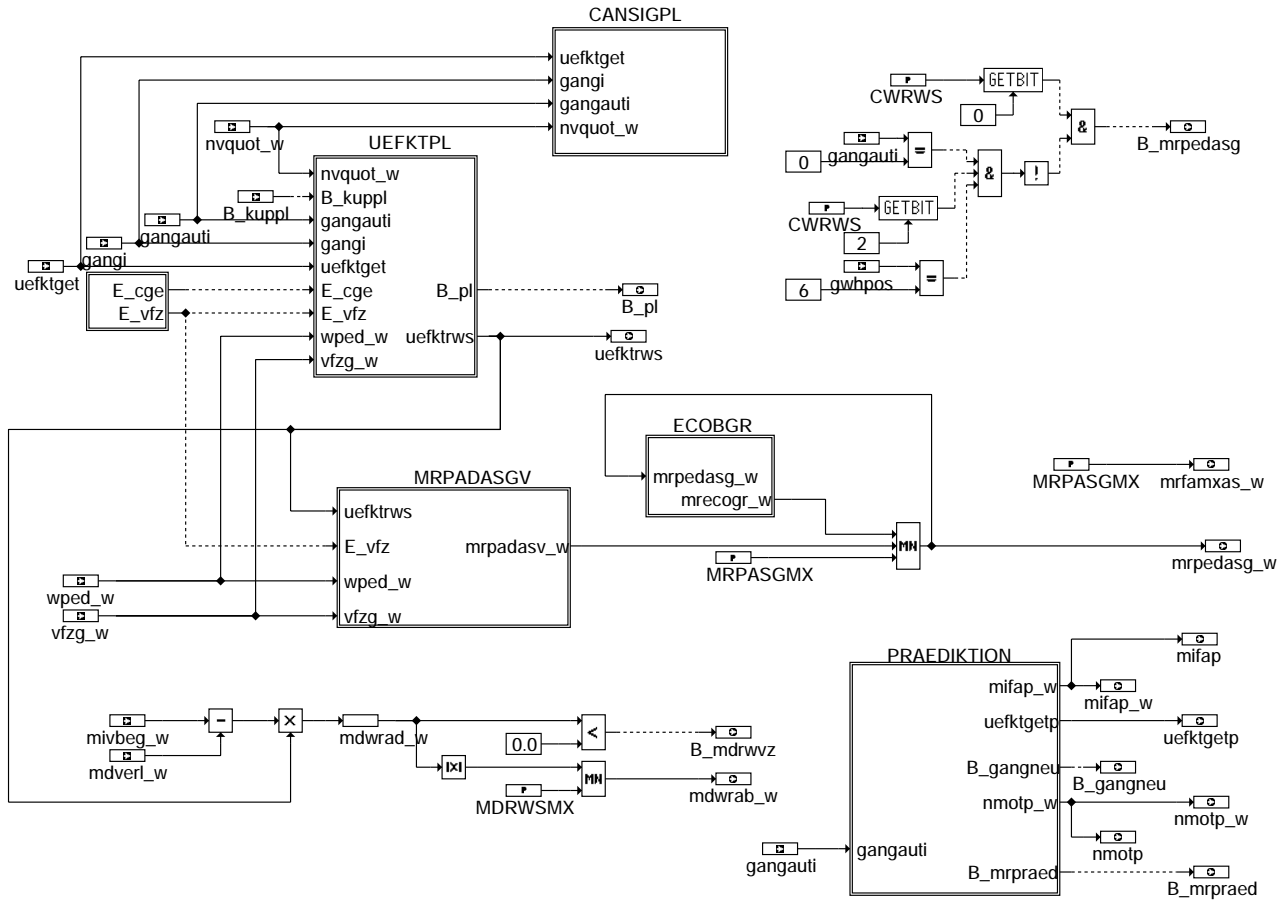 CANSIGPL
uefktget
gangi
gangauti
nvquot_w
nvquot_w
UEFKTPL
nvquot_w
B_kuppl
gangauti
gangi
uefktget
E_cge
E_vfz
wped_w
vfzg_w
B_pl
uefktrws
B_kuppl
gangauti
gangi
uefktget
E_cge
E_vfz
B_pl
uefktrws
P
CWRWS
GETBIT
0
&
B_mrpedasg
gangauti
0
=
&
!
P
CWRWS
GETBIT
2
gwhpos
6
=
ECOBGR
mrpedasg_w
mrecogr_w
P
MRPASGMX
mrfamxas_w
MRPADASGV
uefktrws
E_vfz
wped_w
vfzg_w
mrpadasv_w
P
MRPASGMX
MN
mrpedasg_w
wped_w
vfzg_w
PRAEDIKTION
mifap_w
uefktgetp
B_gangneu
nmotp_w
B_mrpraed
gangauti
mifap
mifap_w
uefktgetp
B_gangneu
nmotp_w
nmotp
B_mrpraed
gangauti
mivbeg_w
mdverl_w
-
×
mdwrad_w
0.0
<
B_mdrwvz
|X|
P
MDRWSMX
MN
mdwrab_w